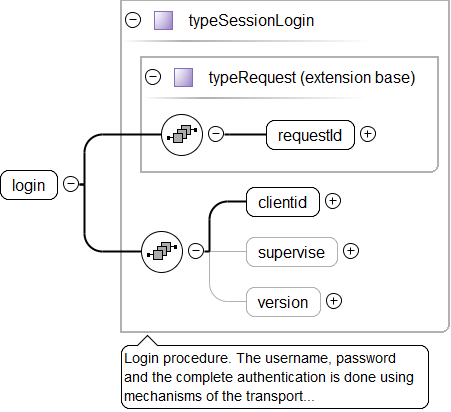 typeSessionLogin
typeRequest (extension base)
requestId
login
clientid
supervise
version
Login procedure. The username, password
and the complete authentication is done using
mechanisms of the transport...